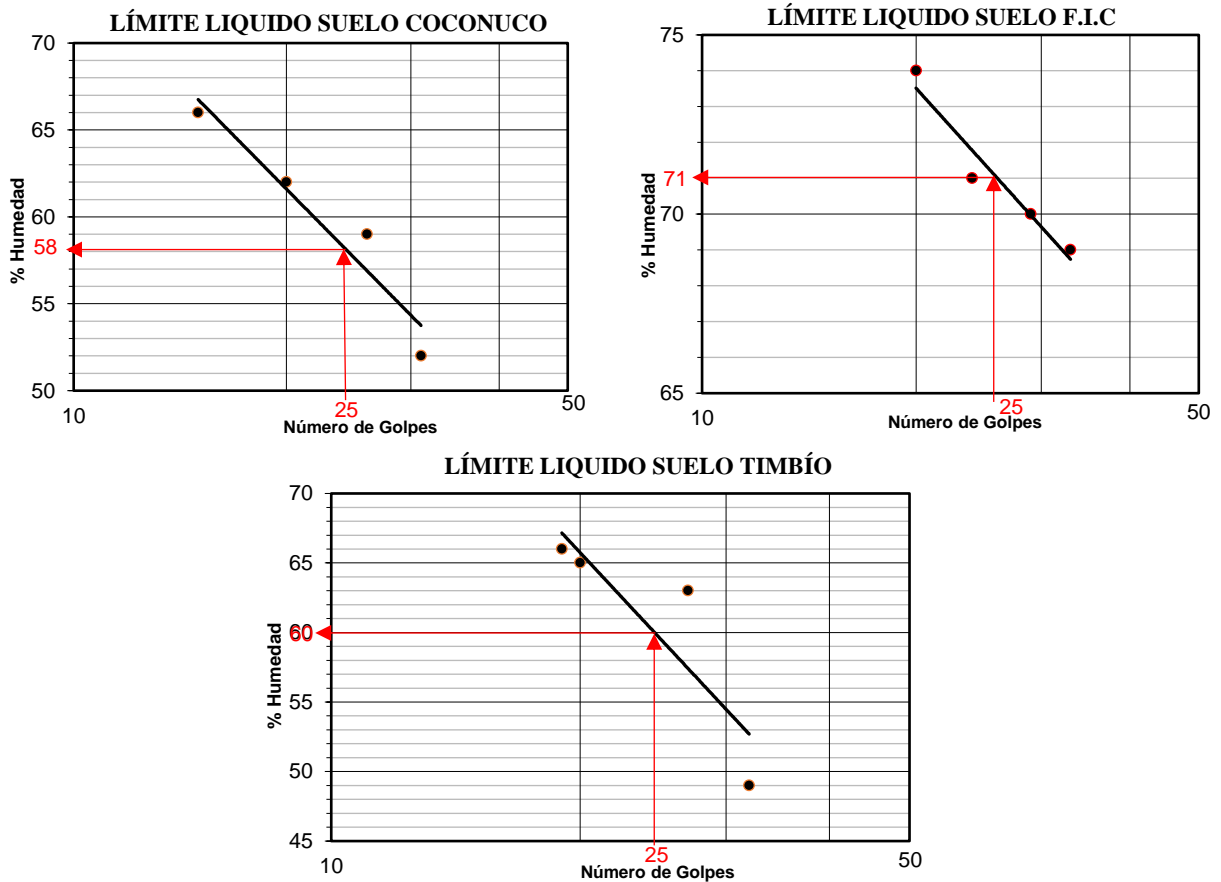 LÍMITE LIQUIDO SUELO COCONUCO
70
65
60
58
55
50
% Humedad
10
25
50
Número de Golpes
LÍMITE LIQUIDO SUELO F.I.C
75
71
70
65
% Humedad
10
25
50
Número de Golpes
LÍMITE LIQUIDO SUELO TIMBÍO
70
65
60
60
55
50
45
% Humedad
10
25
50
Número de Golpes